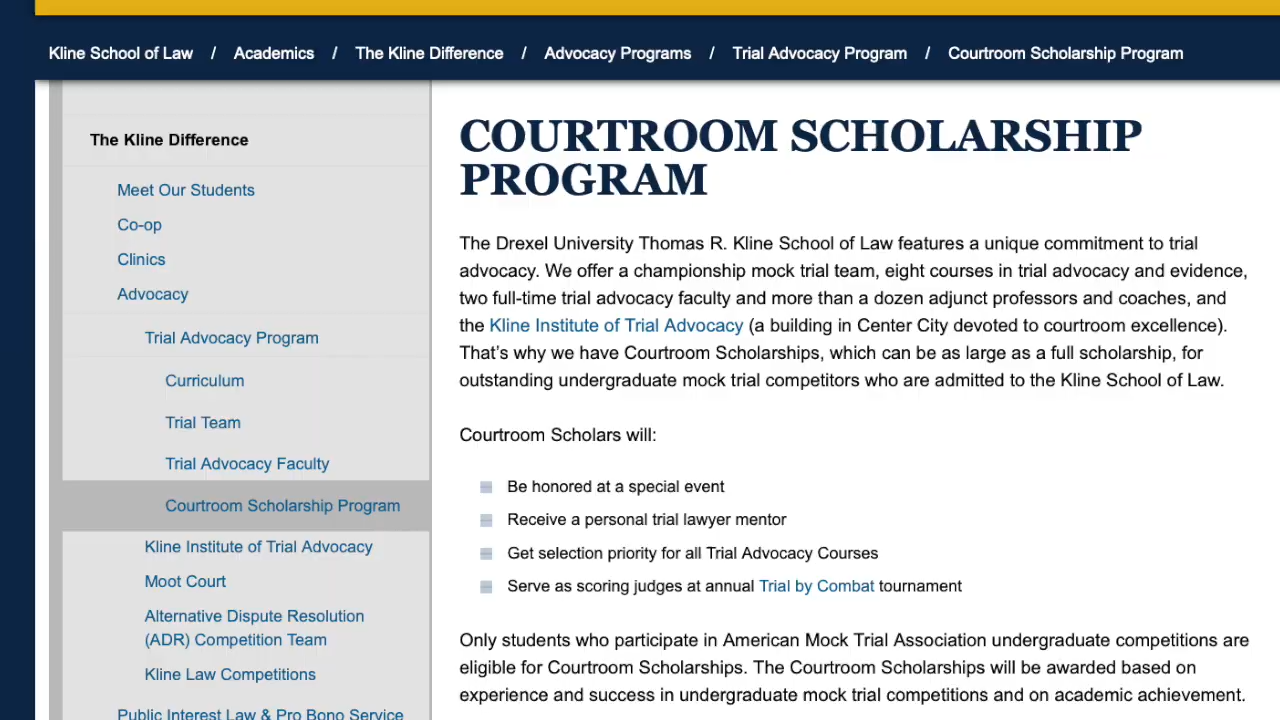 Kline School of Law / Academics / The Kline Difference / Advocacy Programs / Trial Advocacy Program / Courtroom Scholarship Program
The Kline Difference
Meet Our Students
Co-op
Clinics
Advocacy
Trial Advocacy Program
Curriculum
Trial Team
Trial Advocacy Faculty
Courtroom Scholarship Program
Kline Institute of Trial Advocacy
Moot Court
Alternative Dispute Resolution
(ADR) Competition Team
Kline Law Competitions
Public Interest Law & Pro Bono Service
COURTROOM SCHOLARSHIP
PROGRAM
The Drexel University Thomas R. Kline School of Law features a unique commitment to trial
advocacy. We offer a championship mock trial team, eight courses in trial advocacy and evidence,
two full-time trial advocacy faculty and more than a dozen adjunct professors and coaches, and
the Kline Institute of Trial Advocacy (a building in Center City devoted to courtroom excellence).
That’s why we have Courtroom Scholarships, which can be as large as a full scholarship, for
outstanding undergraduate mock trial competitors who are admitted to the Kline School of Law.
Courtroom Scholars will:
Be honored at a special event
Receive a personal trial lawyer mentor
Get selection priority for all Trial Advocacy Courses
Serve as scoring judges at annual Trial by Combat tournament
Only students who participate in American Mock Trial Association undergraduate competitions are
eligible for Courtroom Scholarships. The Courtroom Scholarships will be awarded based on
experience and success in undergraduate mock trial competitions and on academic achievement.